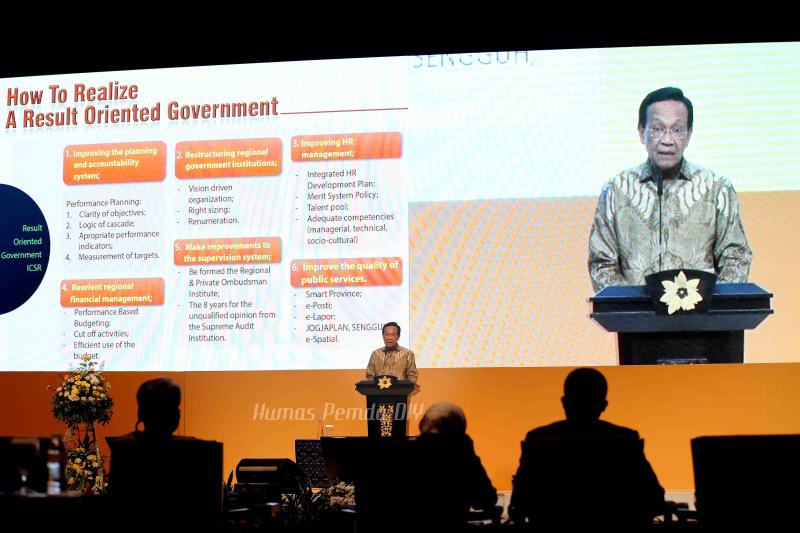 How To Realize
A Result Oriented Government
Result
Oriented
Government
ICSR
1. Improving the planning
and accountability
system;
Performance Planning:
1. Clarity of objectives;
2. Logic of cascade;
3. Apropriate performance
indicators;
4. Measurement of targets.
2. Restructuring regional
government institutions;
- Vision driven
organization;
- Right sizing;
- Renumeration.
3. Improving HR
management;
- Integrated HR
Development Plan;
- Merit System Policy;
- Talent pool;
- Adequate competencies
(managerial, technical,
socio-cultural)
4. Reorient regional
financial management;
- Performance Based
Budgeting;
- Cut off activities;
- Efficient use of the
budget.
5. Make improvements to
the supervision system;
- Be formed the Regional
& Private Ombudsman
Institute;
- The 8 years for the
unqualified opinion from
the Supreme Audit
Institution.
6. Improve the quality of
public services.
- Smart Province;
- e-Posti;
- e-Lapor;
- JOGJAPLAN, SENGGU
e-Spatial.
SENGGUH,
Humas Pemda DIY